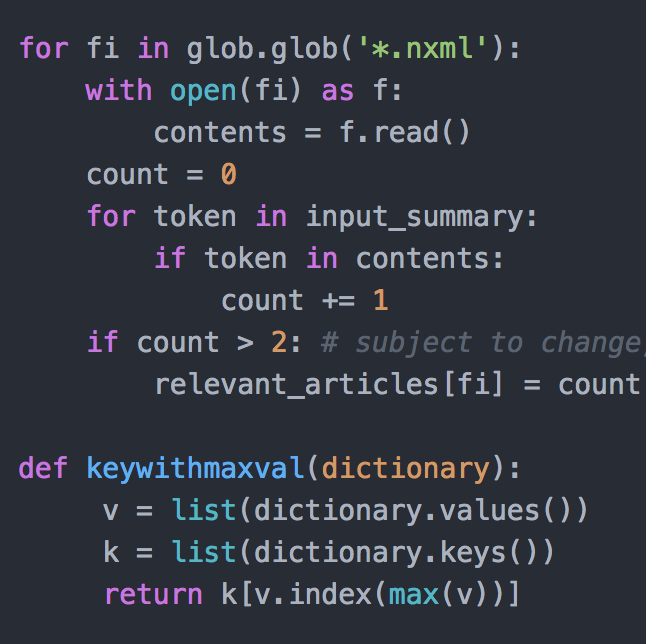 for fi in glob.glob('*.nxml'):
    with open(fi) as f:
        contents = f.read()
    count = 0
    for token in input_summary:
        if token in contents:
            count += 1
    if count > 2: # subject to change,
        relevant_articles[fi] = count

def keywithmaxval(dictionary):
     v = list(dictionary.values())
     k = list(dictionary.keys())
     return k[v.index(max(v))]